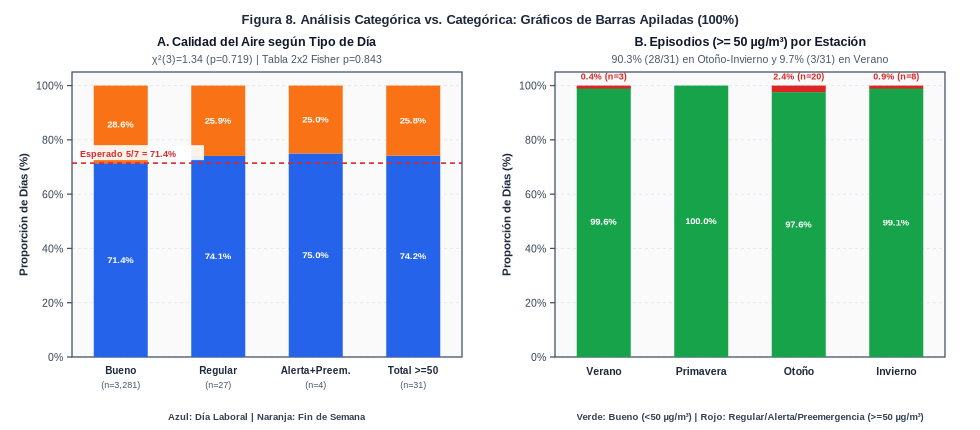 Figura 8. Análisis Categórica vs. Categórica: Gráficos de Barras Apiladas (100%)
A. Calidad del Aire según Tipo de Día
χ²(3)=1.34 (p=0.719) | Tabla 2x2 Fisher p=0.843
Proporción de Días (%)
100%
80%
60%
40%
20%
0%
28.6%
25.9%
25.0%
25.8%
Esperado 5/7 = 71.4%
71.4%
74.1%
75.0%
74.2%
Bueno
(n=3,281)
Regular
(n=27)
Alerta+Preem.
(n=4)
Total >=50
(n=31)
Azul: Día Laboral | Naranja: Fin de Semana
B. Episodios (>= 50 µg/m³) por Estación
90.3% (28/31) en Otoño-Invierno y 9.7% (3/31) en Verano
Proporción de Días (%)
100%
80%
60%
40%
20%
0%
0.4% (n=3)
2.4% (n=20)
0.9% (n=8)
99.6%
100.0%
97.6%
99.1%
Verano
Primavera
Otoño
Invierno
Verde: Bueno (<50 µg/m³) | Rojo: Regular/Alerta/Preemergencia (>=50 µg/m³)